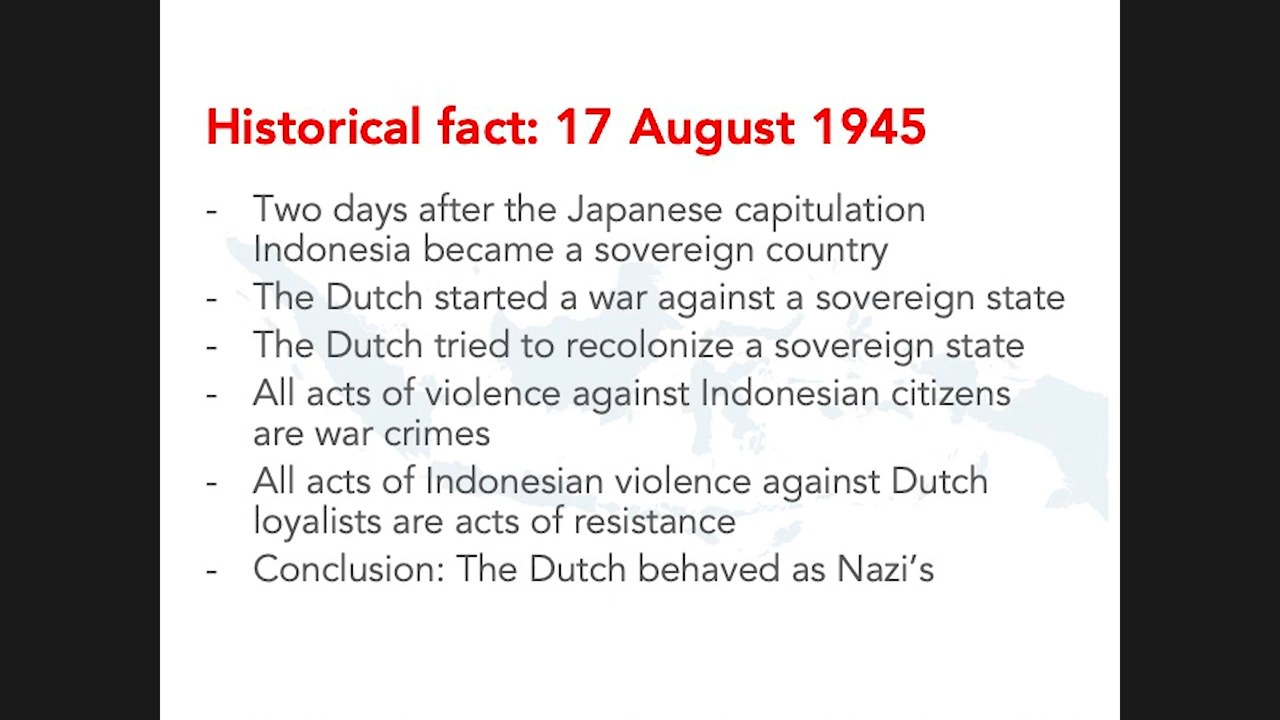 Historical fact: 17 August 1945
- Two days after the Japanese capitulation
Indonesia became a sovereign country
- The Dutch started a war against a sovereign state
- The Dutch tried to recolonize a sovereign state
- All acts of violence against Indonesian citizens
are war crimes
- All acts of Indonesian violence against Dutch
loyalists are acts of resistance
- Conclusion: The Dutch behaved as Nazi’s